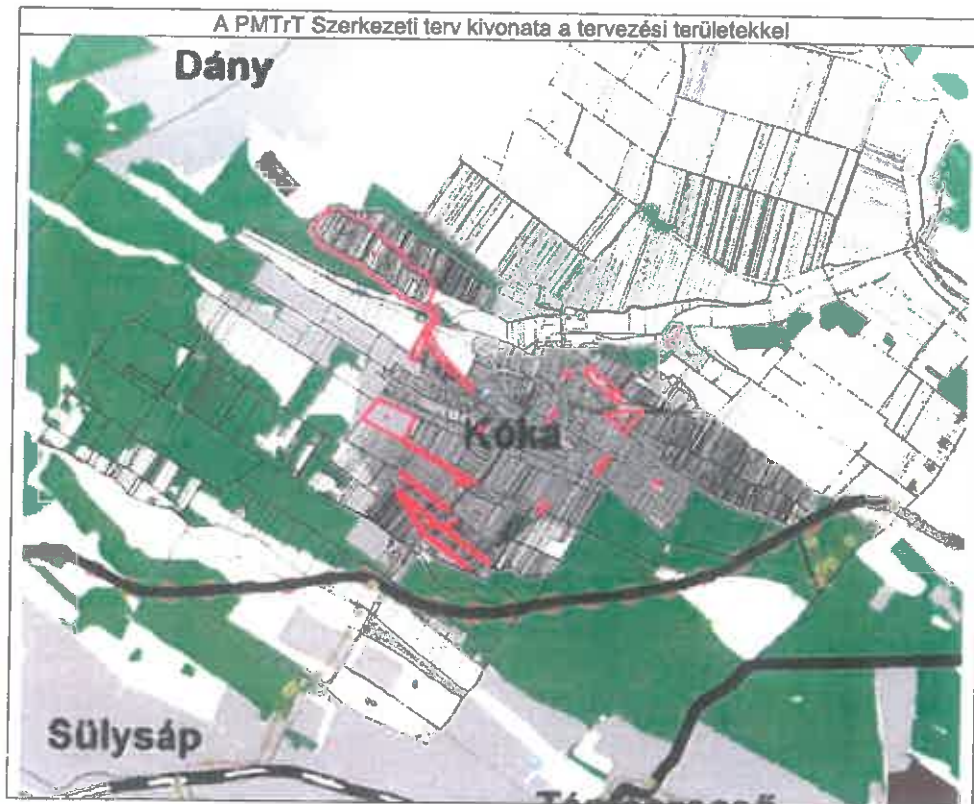 A PMTrT Szerkezeti terv kivonata a tervezési területekkel
Dány
Kóka
Sülysáp